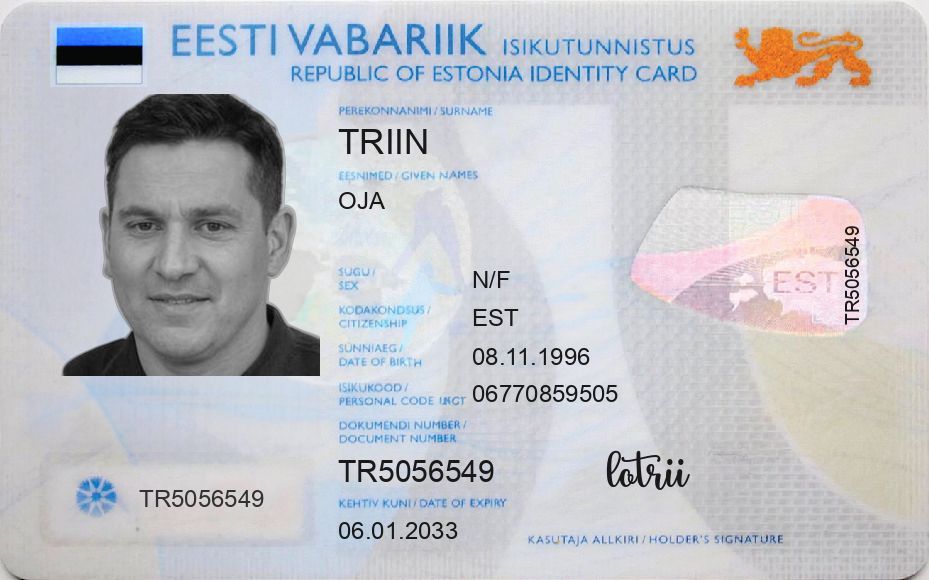 EESTI VABARIIK ISIKUTUNNISTUS
REPUBLIC OF ESTONIA IDENTITY CARD
PEREKONNANIMI / SURNAME
TRIIN
EESNIMED / GIVEN NAMES
OJA
SUGU /
SEX
N/F
KODAKONDSUS /
CITIZENSHIP
EST
SÜNNIAEG /
DATE OF BIRTH
08.11.1996
ISIKUKOOD /
PERSONAL CODE
06770859505
DOKUMENDI NUMBER /
DOCUMENT NUMBER
TR5056549
KEHTIV KUNI / DATE OF EXPIRY
06.01.2033
TR5056549
lotrii
KASUTAJA ALLKIRI / HOLDER'S SIGNATURE
EST
TR5056549